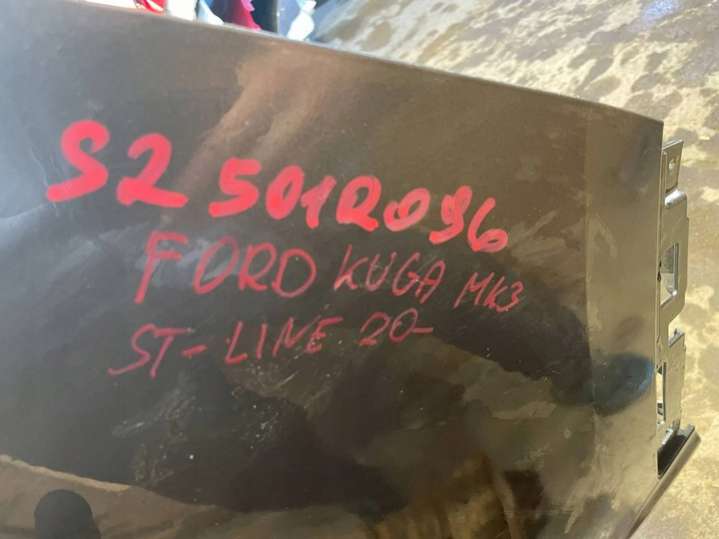 S2 501R096
FORD KUGA MK3
ST-LINE 20-